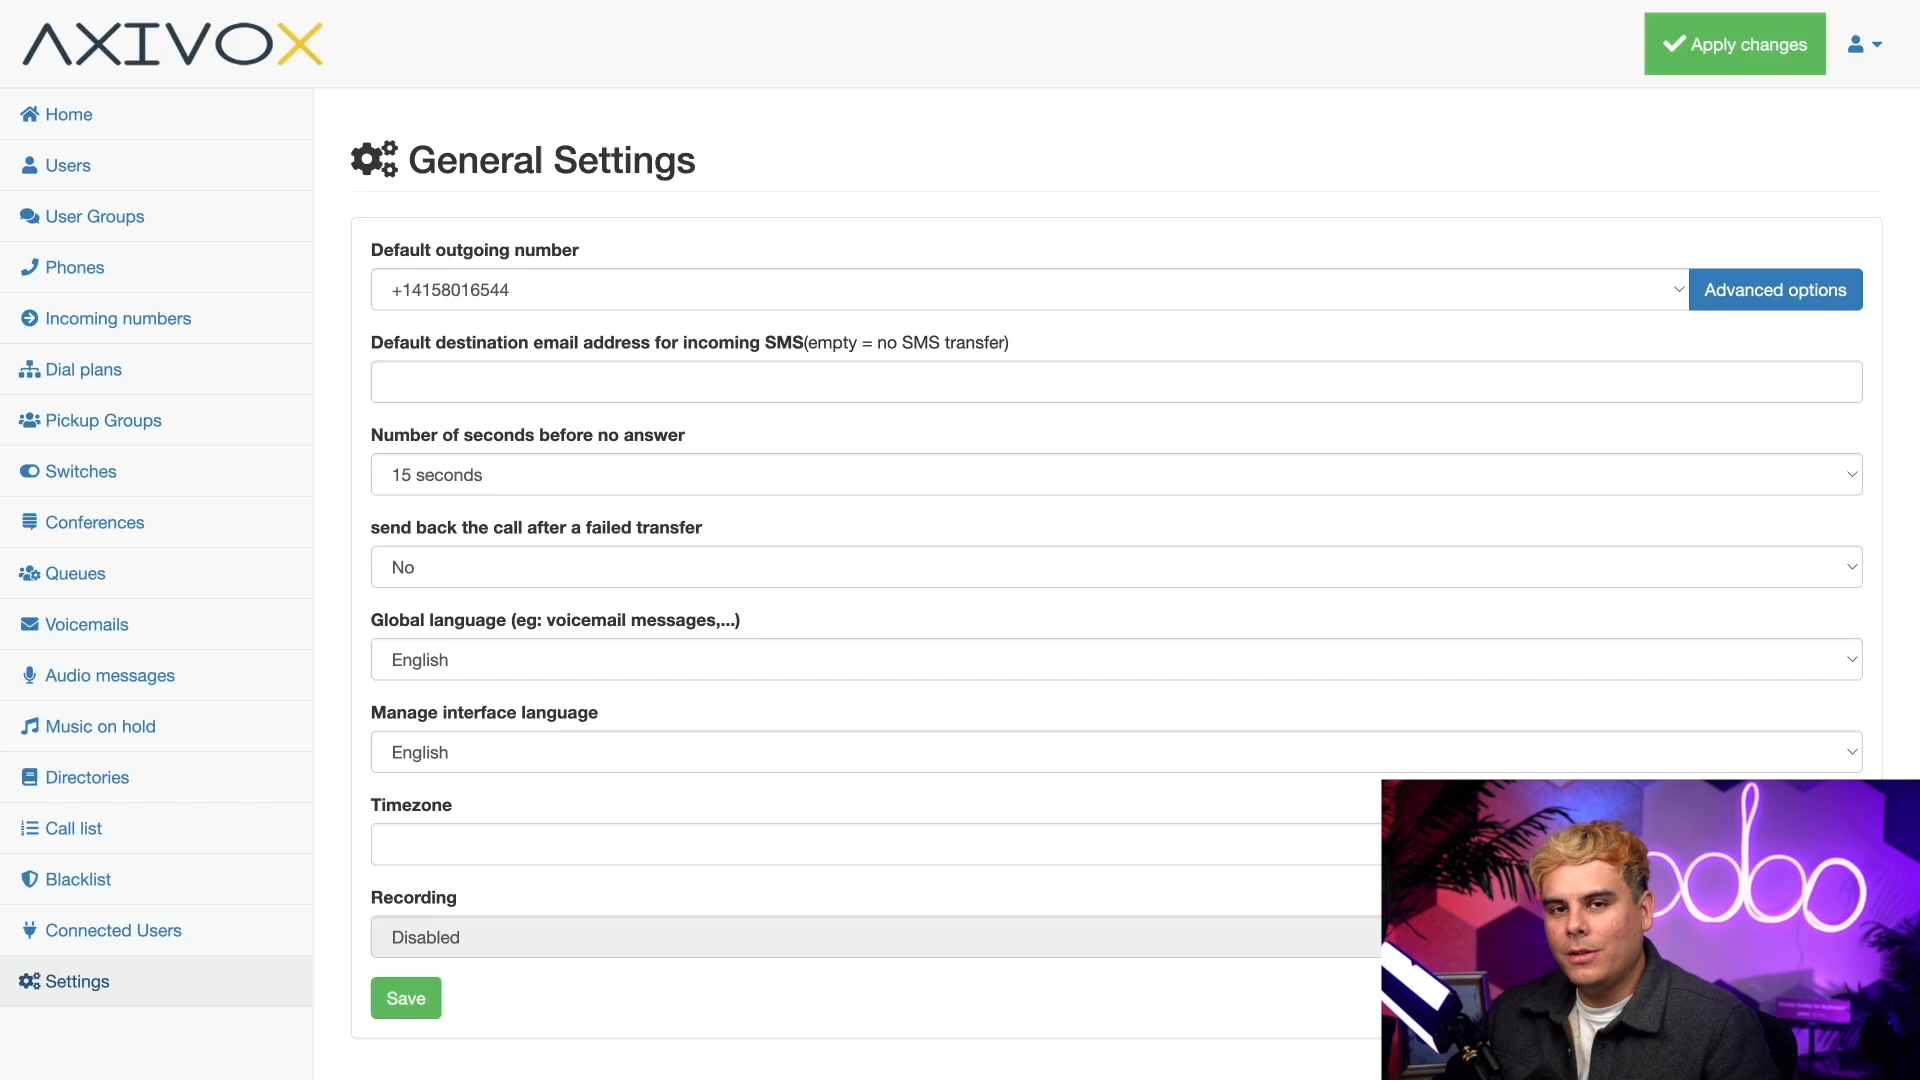 AXIVOX
Apply changes
Home
Users
User Groups
Phones
Incoming numbers
Dial plans
Pickup Groups
Switches
Conferences
Queues
Voicemails
Audio messages
Music on hold
Directories
Call list
Blacklist
Connected Users
Settings
General Settings
Default outgoing number
+14158016544
Advanced options
Default destination email address for incoming SMS(empty = no SMS transfer)
Number of seconds before no answer
15 seconds
send back the call after a failed transfer
No
Global language (eg: voicemail messages,...)
English
Manage interface language
English
Timezone
Recording
Disabled
Save
odoo